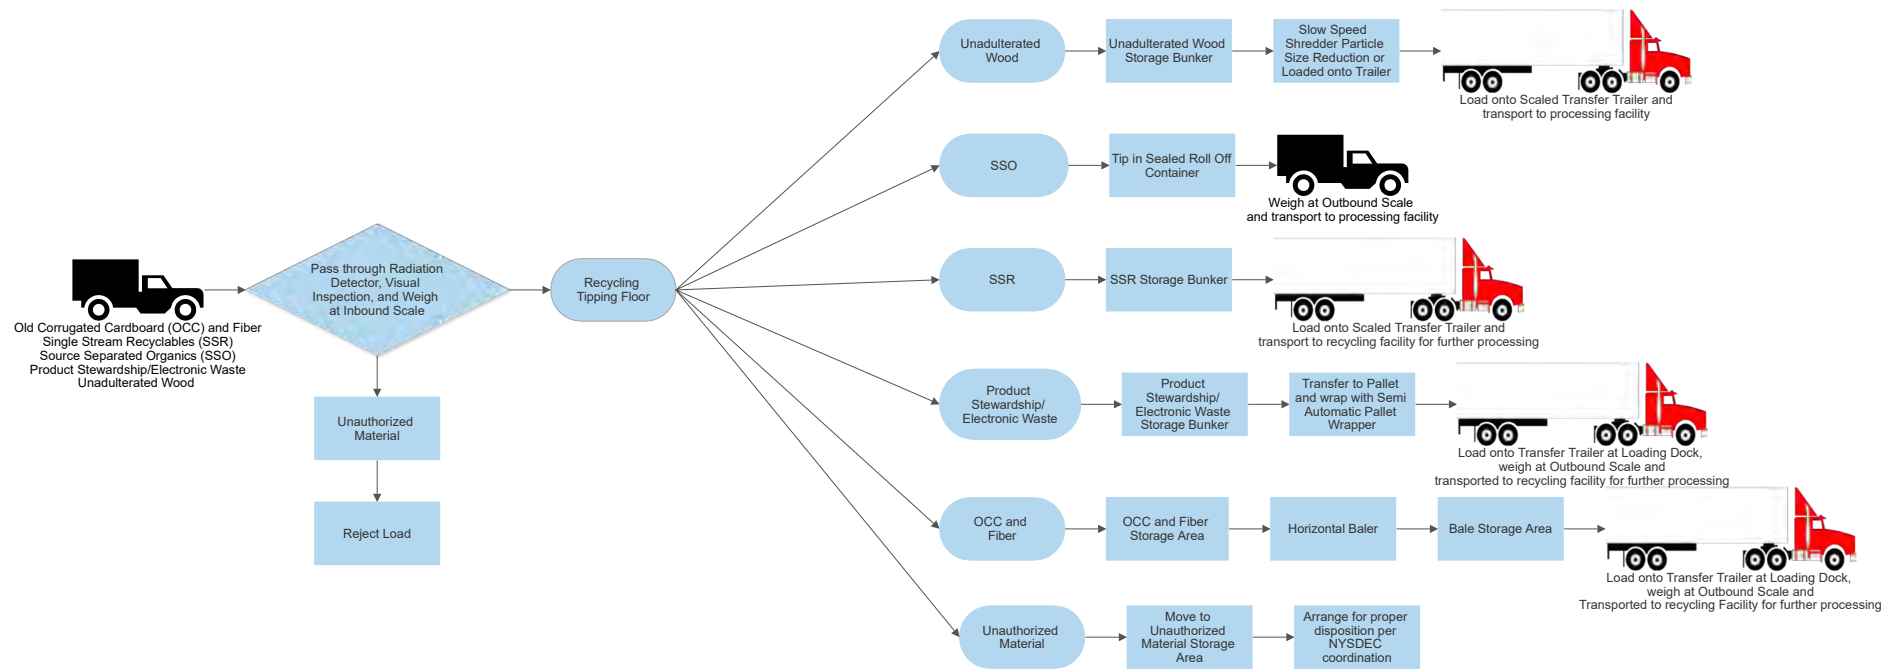 Old Corrugated Cardboard (OCC) and Fiber
Single Stream Recyclables (SSR)
Source Separated Organics (SSO)
Product Stewardship/Electronic Waste
Unadulterated Wood
Pass through Radiation
Detector, Visual
Inspection, and Weigh
at Inbound Scale
Unauthorized
Material
Reject Load
Recycling
Tipping Floor
Unadulterated
Wood
Unadulterated Wood
Storage Bunker
Slow Speed
Shredder Particle
Size Reduction or
Loaded onto Trailer
Load onto Scaled Transfer Trailer and
transport to processing facility
SSO
Tip in Sealed Roll Off
Container
Weigh at Outbound Scale
and transport to processing facility
SSR
SSR Storage Bunker
Load onto Scaled Transfer Trailer and
transport to recycling facility for further processing
Product
Stewardship/
Electronic Waste
Product
Stewardship/
Electronic Waste
Storage Bunker
Transfer to Pallet
and wrap with Semi
Automatic Pallet
Wrapper
Load onto Transfer Trailer at Loading Dock,
weigh at Outbound Scale and
transported to recycling facility for further processing
OCC and
Fiber
OCC and Fiber
Storage Area
Horizontal Baler
Bale Storage Area
Load onto Transfer Trailer at Loading Dock,
weigh at Outbound Scale and
Transported to recycling Facility for further processing
Unauthorized
Material
Move to
Unauthorized
Material Storage
Area
Arrange for proper
disposition per
NYSDEC
coordination